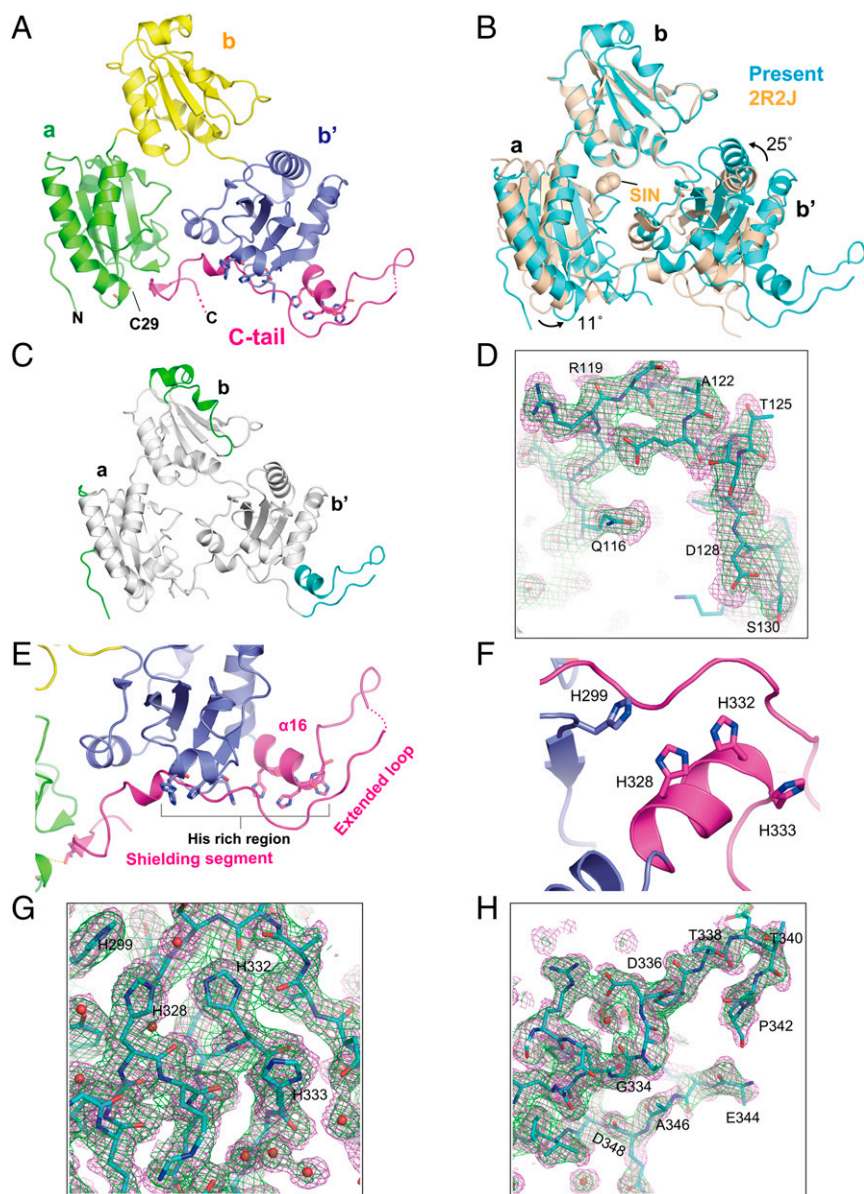 A
b
a
b’
N
C29
C
C-tail
B
b
Present
2R2J
a
25°
SIN
b’
11°
C
b
a
b’
D
R119
A122
T125
Q116
D128
S130
E
α16
His rich region
Shielding segment
Extended loop
F
H299
H332
H328
H333
G
H299
H332
H328
H333
H
T338
T340
D336
P342
G334
E344
A346
D348